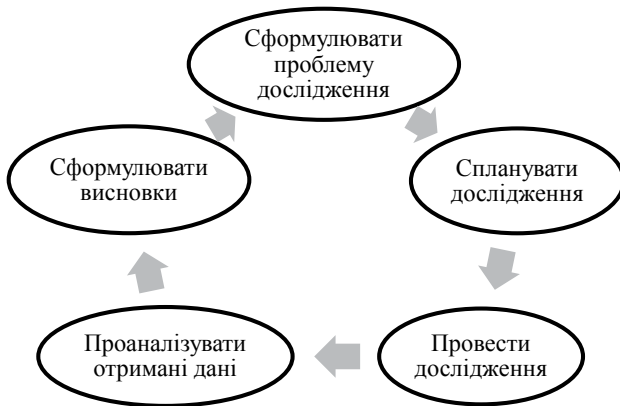 Сформулювати
проблему
дослідження
Спланувати
дослідження
Провести
дослідження
Проаналізувати
отримані дані
Сформулювати
висновки